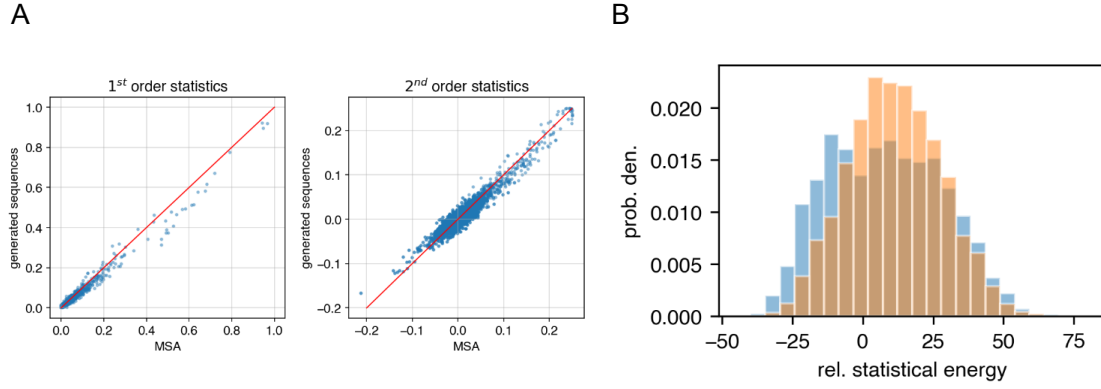 A
1st order statistics
generated sequences
1.0
0.8
0.6
0.4
0.2
0.0
0.0 0.2 0.4 0.6 0.8 1.0
MSA
2nd order statistics
generated sequences
0.2
0.1
0.0
−0.1
−0.2
−0.2 −0.1 0.0 0.1 0.2
MSA
B
prob. den.
0.020
0.015
0.010
0.005
0.000
−50 −25 0 25 50 75
rel. statistical energy